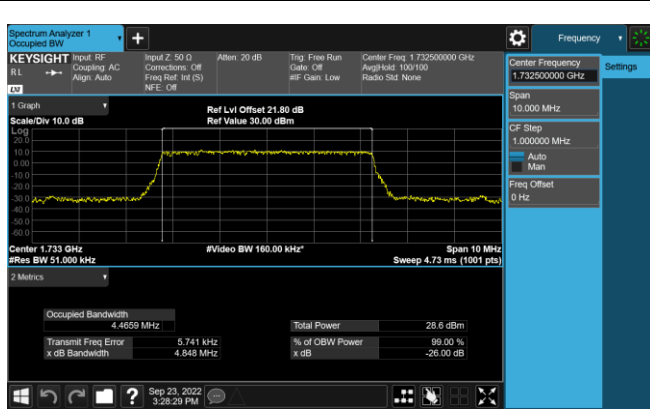 Spectrum Analyzer 1
Occupied BW
Frequency
KEYSIGHT
RL
LXI
Input: RF
Coupling: AC
Align: Auto
Input Z: 50 Ω
Corrections: Off
Freq Ref: Int (S)
NFE: Off
Atten: 20 dB
Trig: Free Run
Gate: Off
#IF Gain: Low
Center Freq: 1.732500000 GHz
Avg|Hold: 100/100
Radio Std: None
Center Frequency
1.732500000 GHz
Settings
Span
10.000 MHz
CF Step
1.000000 MHz
Auto
Man
Freq Offset
0 Hz
1 Graph
Scale/Div 10.0 dB
Ref Lvl Offset 21.80 dB
Ref Value 30.00 dBm
Log
20.0
10.0
0.00
-10.0
-20.0
-30.0
-40.0
-50.0
-60.0
Center 1.733 GHz
#Res BW 51.000 kHz
#Video BW 160.00 kHz*
Span 10 MHz
Sweep 4.73 ms (1001 pts)
2 Metrics
Occupied Bandwidth
4.4659 MHz
Total Power 28.6 dBm
Transmit Freq Error 5.741 kHz
% of OBW Power 99.00 %
x dB Bandwidth 4.848 MHz
x dB -26.00 dB
?
Sep 23, 2022
3:28:29 PM